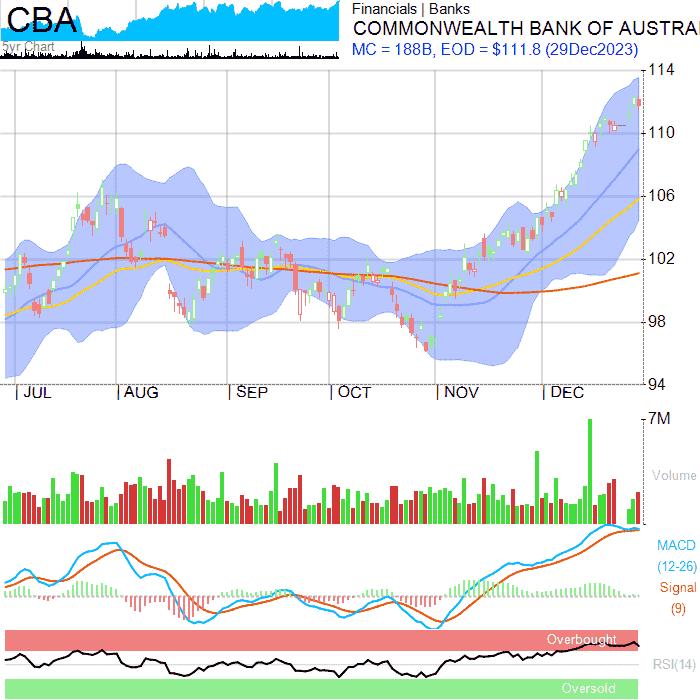 CBA
5yr Chart
Financials | Banks
COMMONWEALTH BANK OF AUSTRA
MC = 188B, EOD = $111.8 (29Dec2023)
114
110
106
102
98
94
JUL AUG SEP OCT NOV DEC
7M
Volume
MACD
(12-26)
Signal
(9)
Overbought
RSI(14)
Oversold